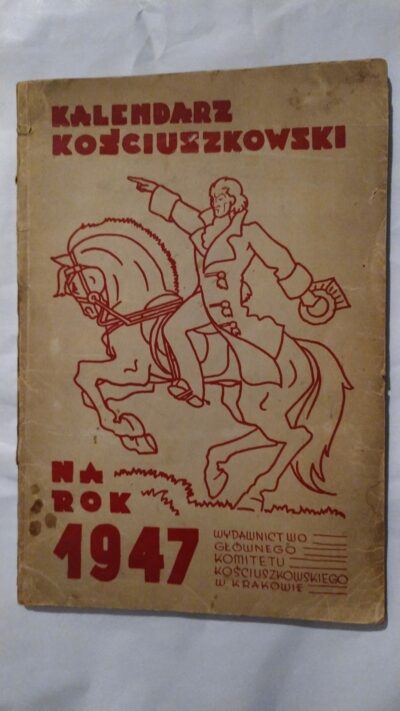 KALENDARZ
KOŚCIUSZKOWSKI
NA
ROK
1947
WYDAWNICTWO
GŁÓWNEGO
KOMITETU
KOŚCIUSZKOWSKIEGO
W KRAKOWIE